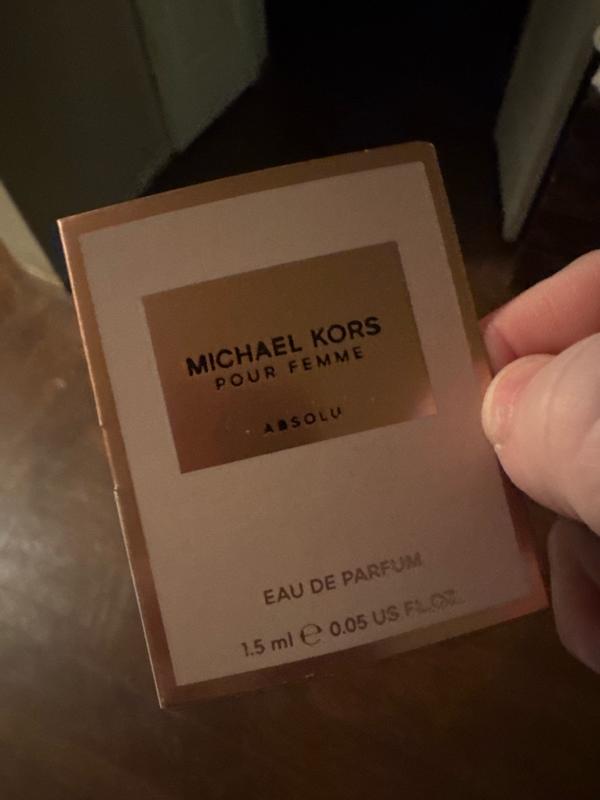 MICHAEL KORS
POUR FEMME
ABSOLU
EAU DE PARFUM
1.5 ml ℮ 0.05 US FL.OZ.